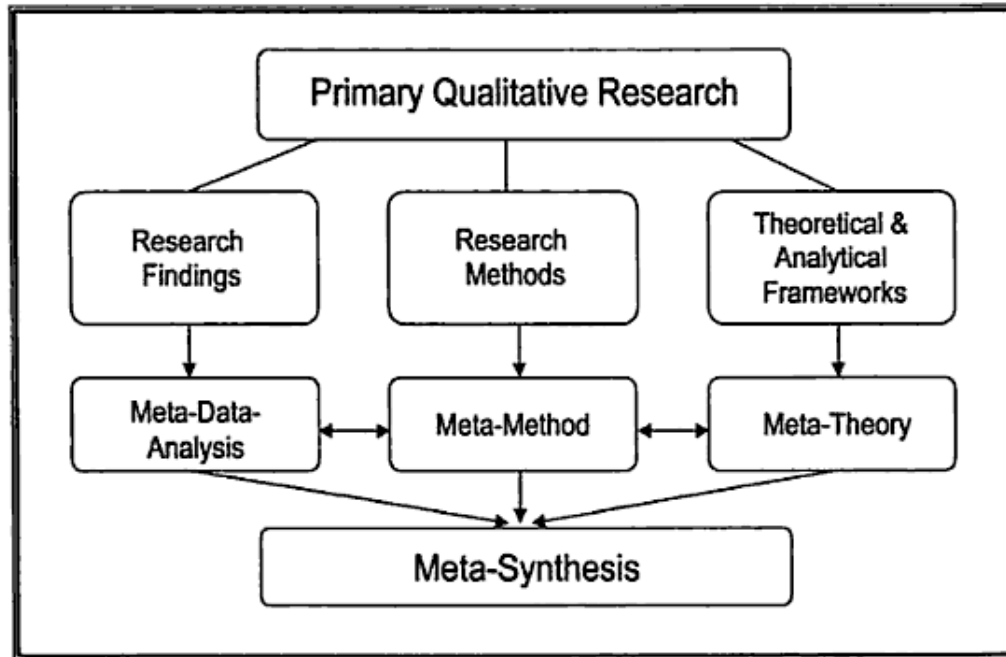 Primary Qualitative Research
Research
Findings
Research
Methods
Theoretical &
Analytical
Frameworks
Meta-Data-
Analysis
Meta-Method
Meta-Theory
Meta-Synthesis